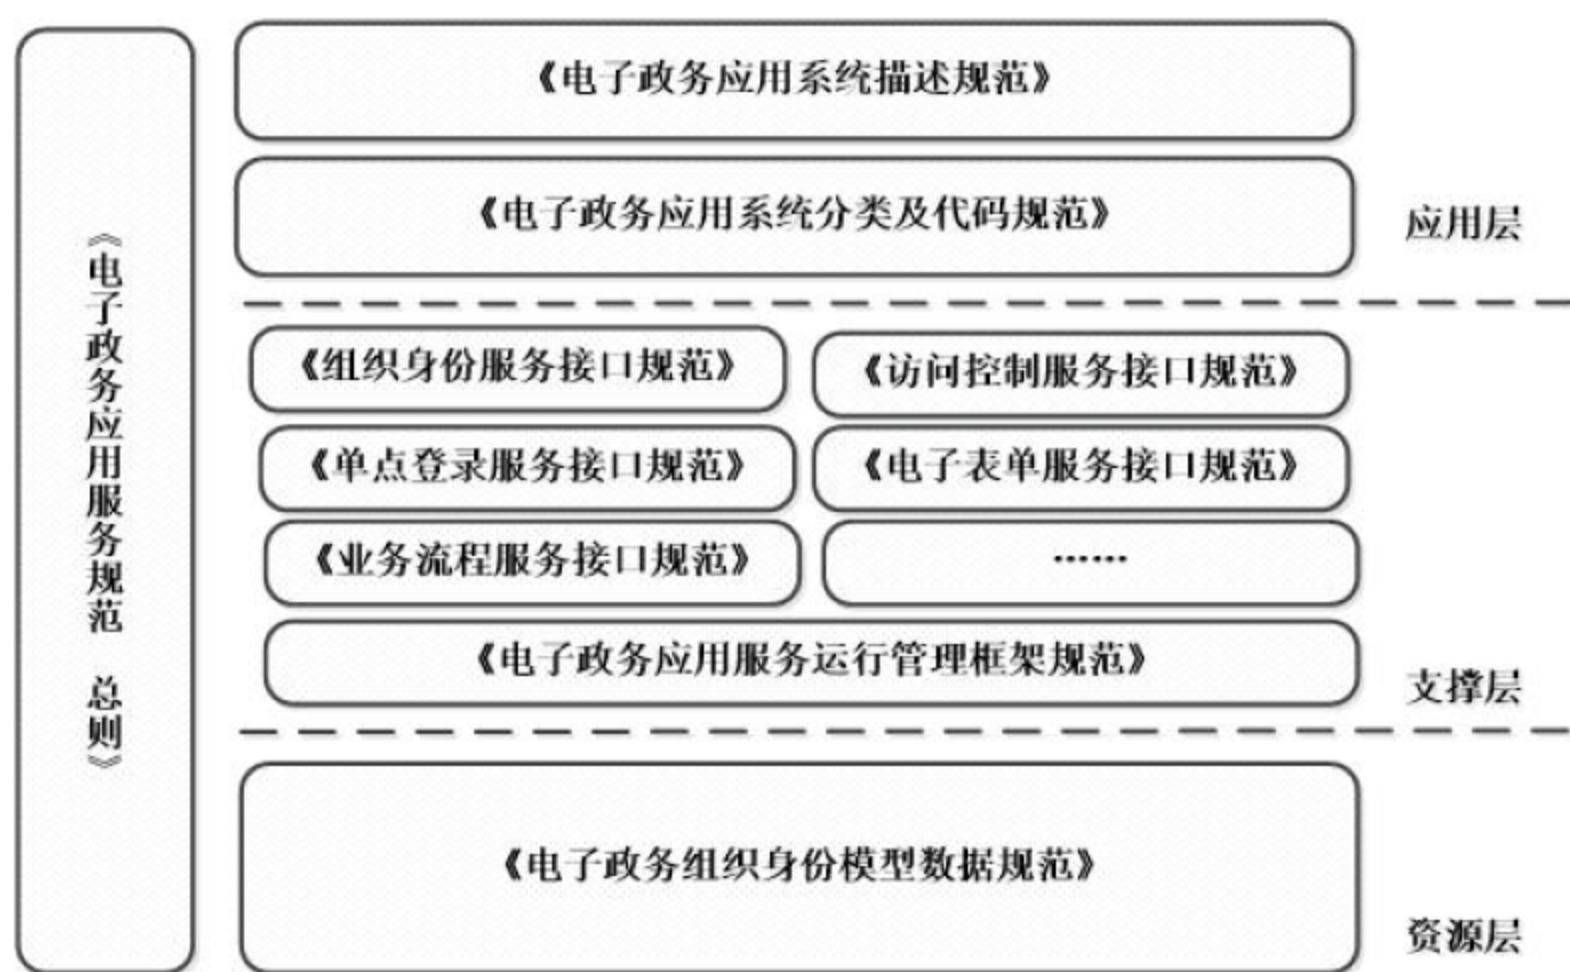 《电子政务应用服务规范 总则》
《电子政务应用系统描述规范》
《电子政务应用系统分类及代码规范》
应用层
《组织身份服务接口规范》
《访问控制服务接口规范》
《单点登录服务接口规范》
《电子表单服务接口规范》
《业务流程服务接口规范》
……
《电子政务应用服务运行管理框架规范》
支撑层
《电子政务组织身份模型数据规范》
资源层